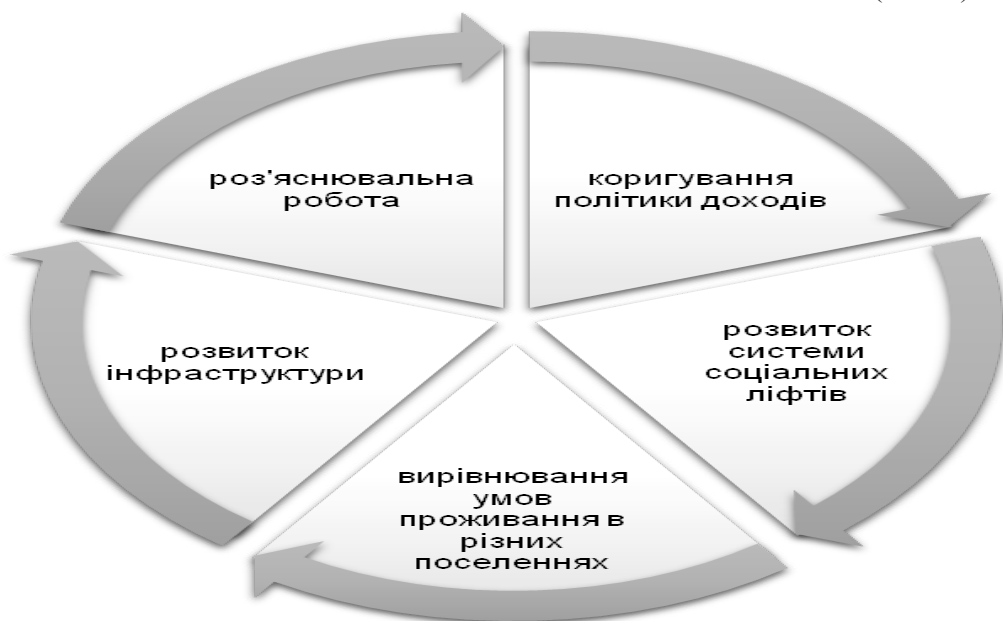 роз'яснювальна
робота
коригування
політики доходів
розвиток
системи
соціальних
ліфтів
вирівнювання
умов
проживання в
різних
поселеннях
розвиток
інфраструктури